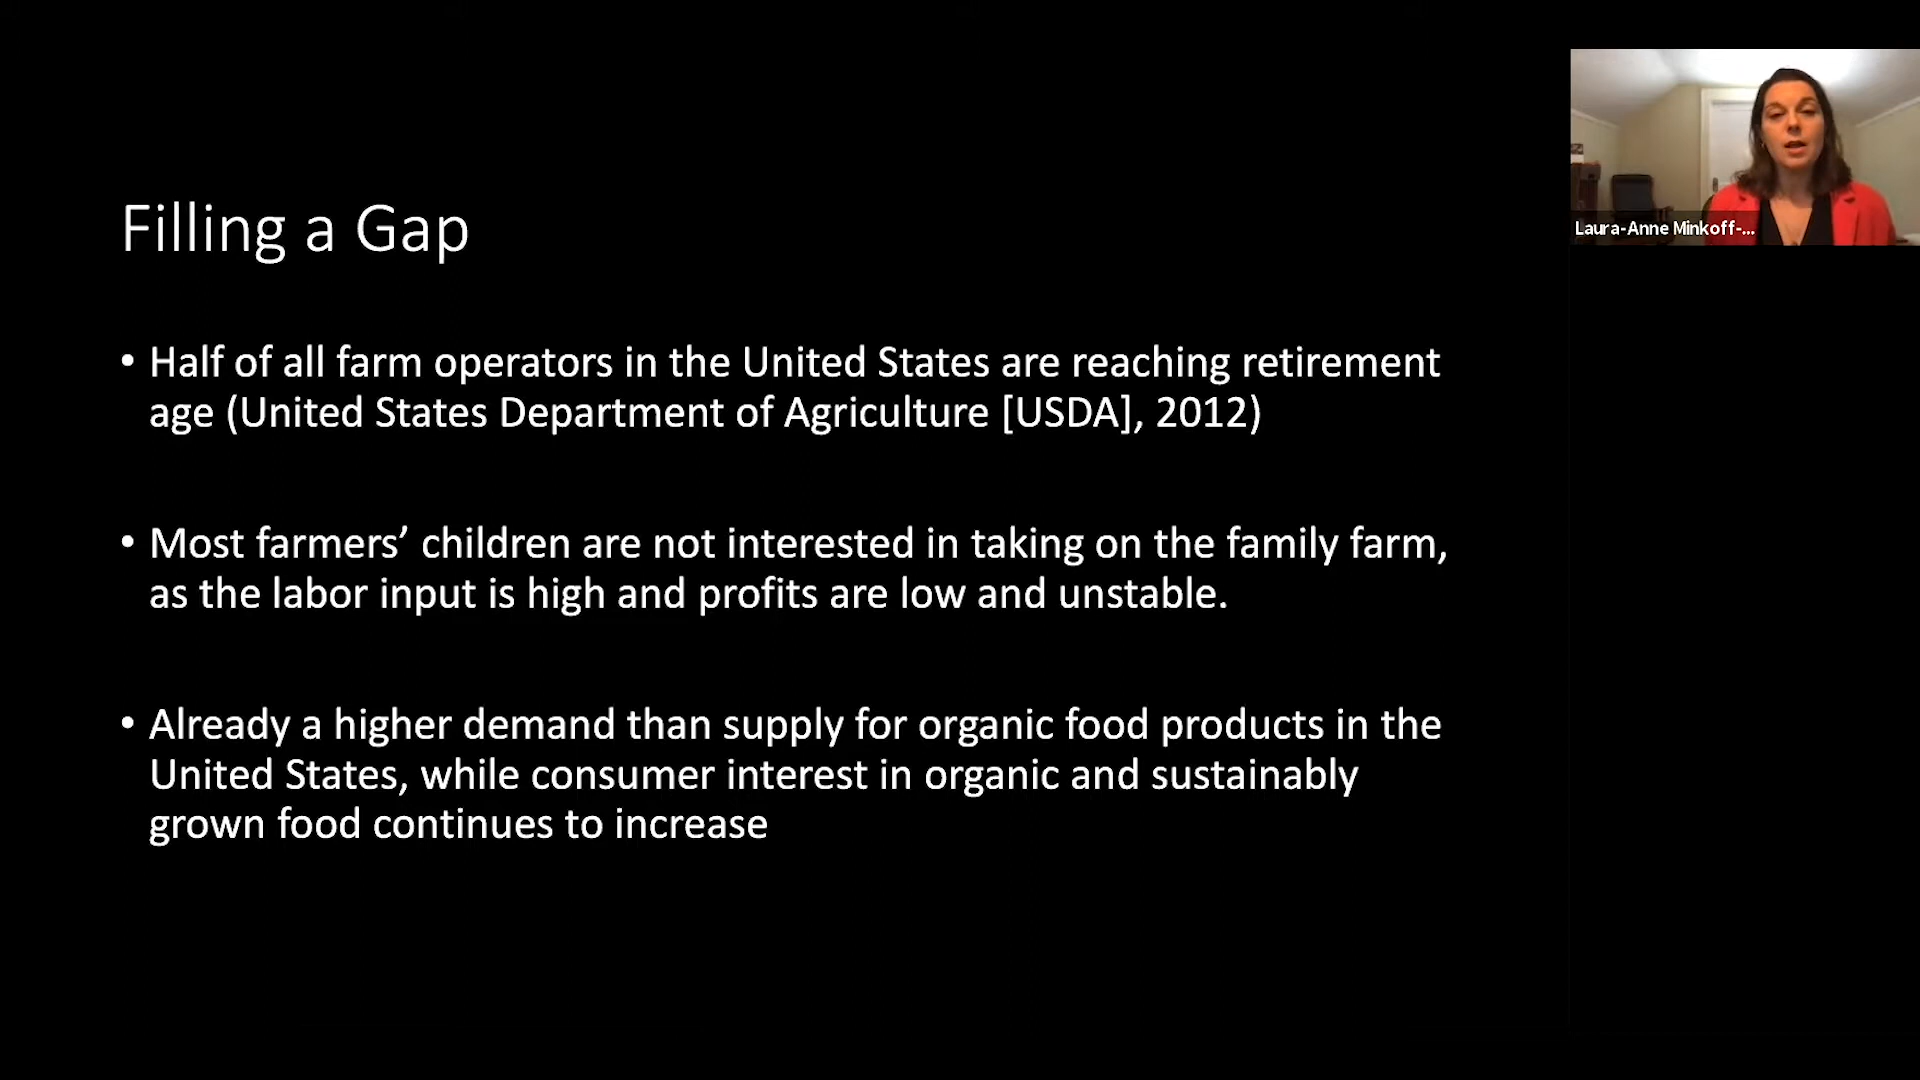 Filling a Gap
• Half of all farm operators in the United States are reaching retirement
age (United States Department of Agriculture [USDA], 2012)
• Most farmers’ children are not interested in taking on the family farm,
as the labor input is high and profits are low and unstable.
• Already a higher demand than supply for organic food products in the
United States, while consumer interest in organic and sustainably
grown food continues to increase
Laura-Anne Minkoff-...